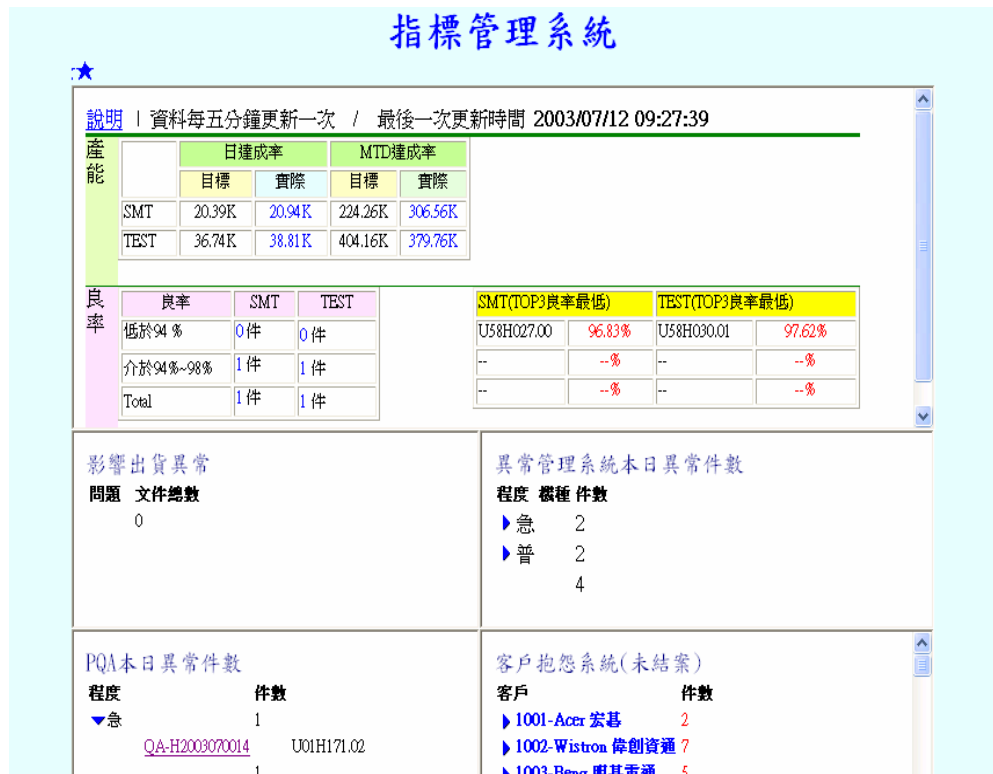 指標管理系統
★
說明 | 資料每五分鐘更新一次 / 最後一次更新時間 2003/07/12 09:27:39
產能
日達成率 MTD達成率
目標 實際 目標 實際
SMT 20.39K 20.94K 224.26K 306.56K
TEST 36.74K 38.81K 404.16K 379.76K
良率
良率 SMT TEST
低於94 % 0件 0件
介於94%~98% 1件 1件
Total 1件 1件
SMT(TOP3良率最低) TEST(TOP3良率最低)
U58H027.00 96.83% U58H030.01 97.62%
-- --% -- --%
-- --% -- --%
影響出貨異常
問題 文件總數
0
異常管理系統本日異常件數
程度 機種 件數
急 2
普 2
4
PQA本日異常件數
程度 件數
急 1
QA-H2003070014 U01H171.02
1
客戶抱怨系統(未結案)
客戶 件數
1001-Acer 宏碁 2
1002-Wistron 偉創資通 7
1003-Benq 明基電通 5